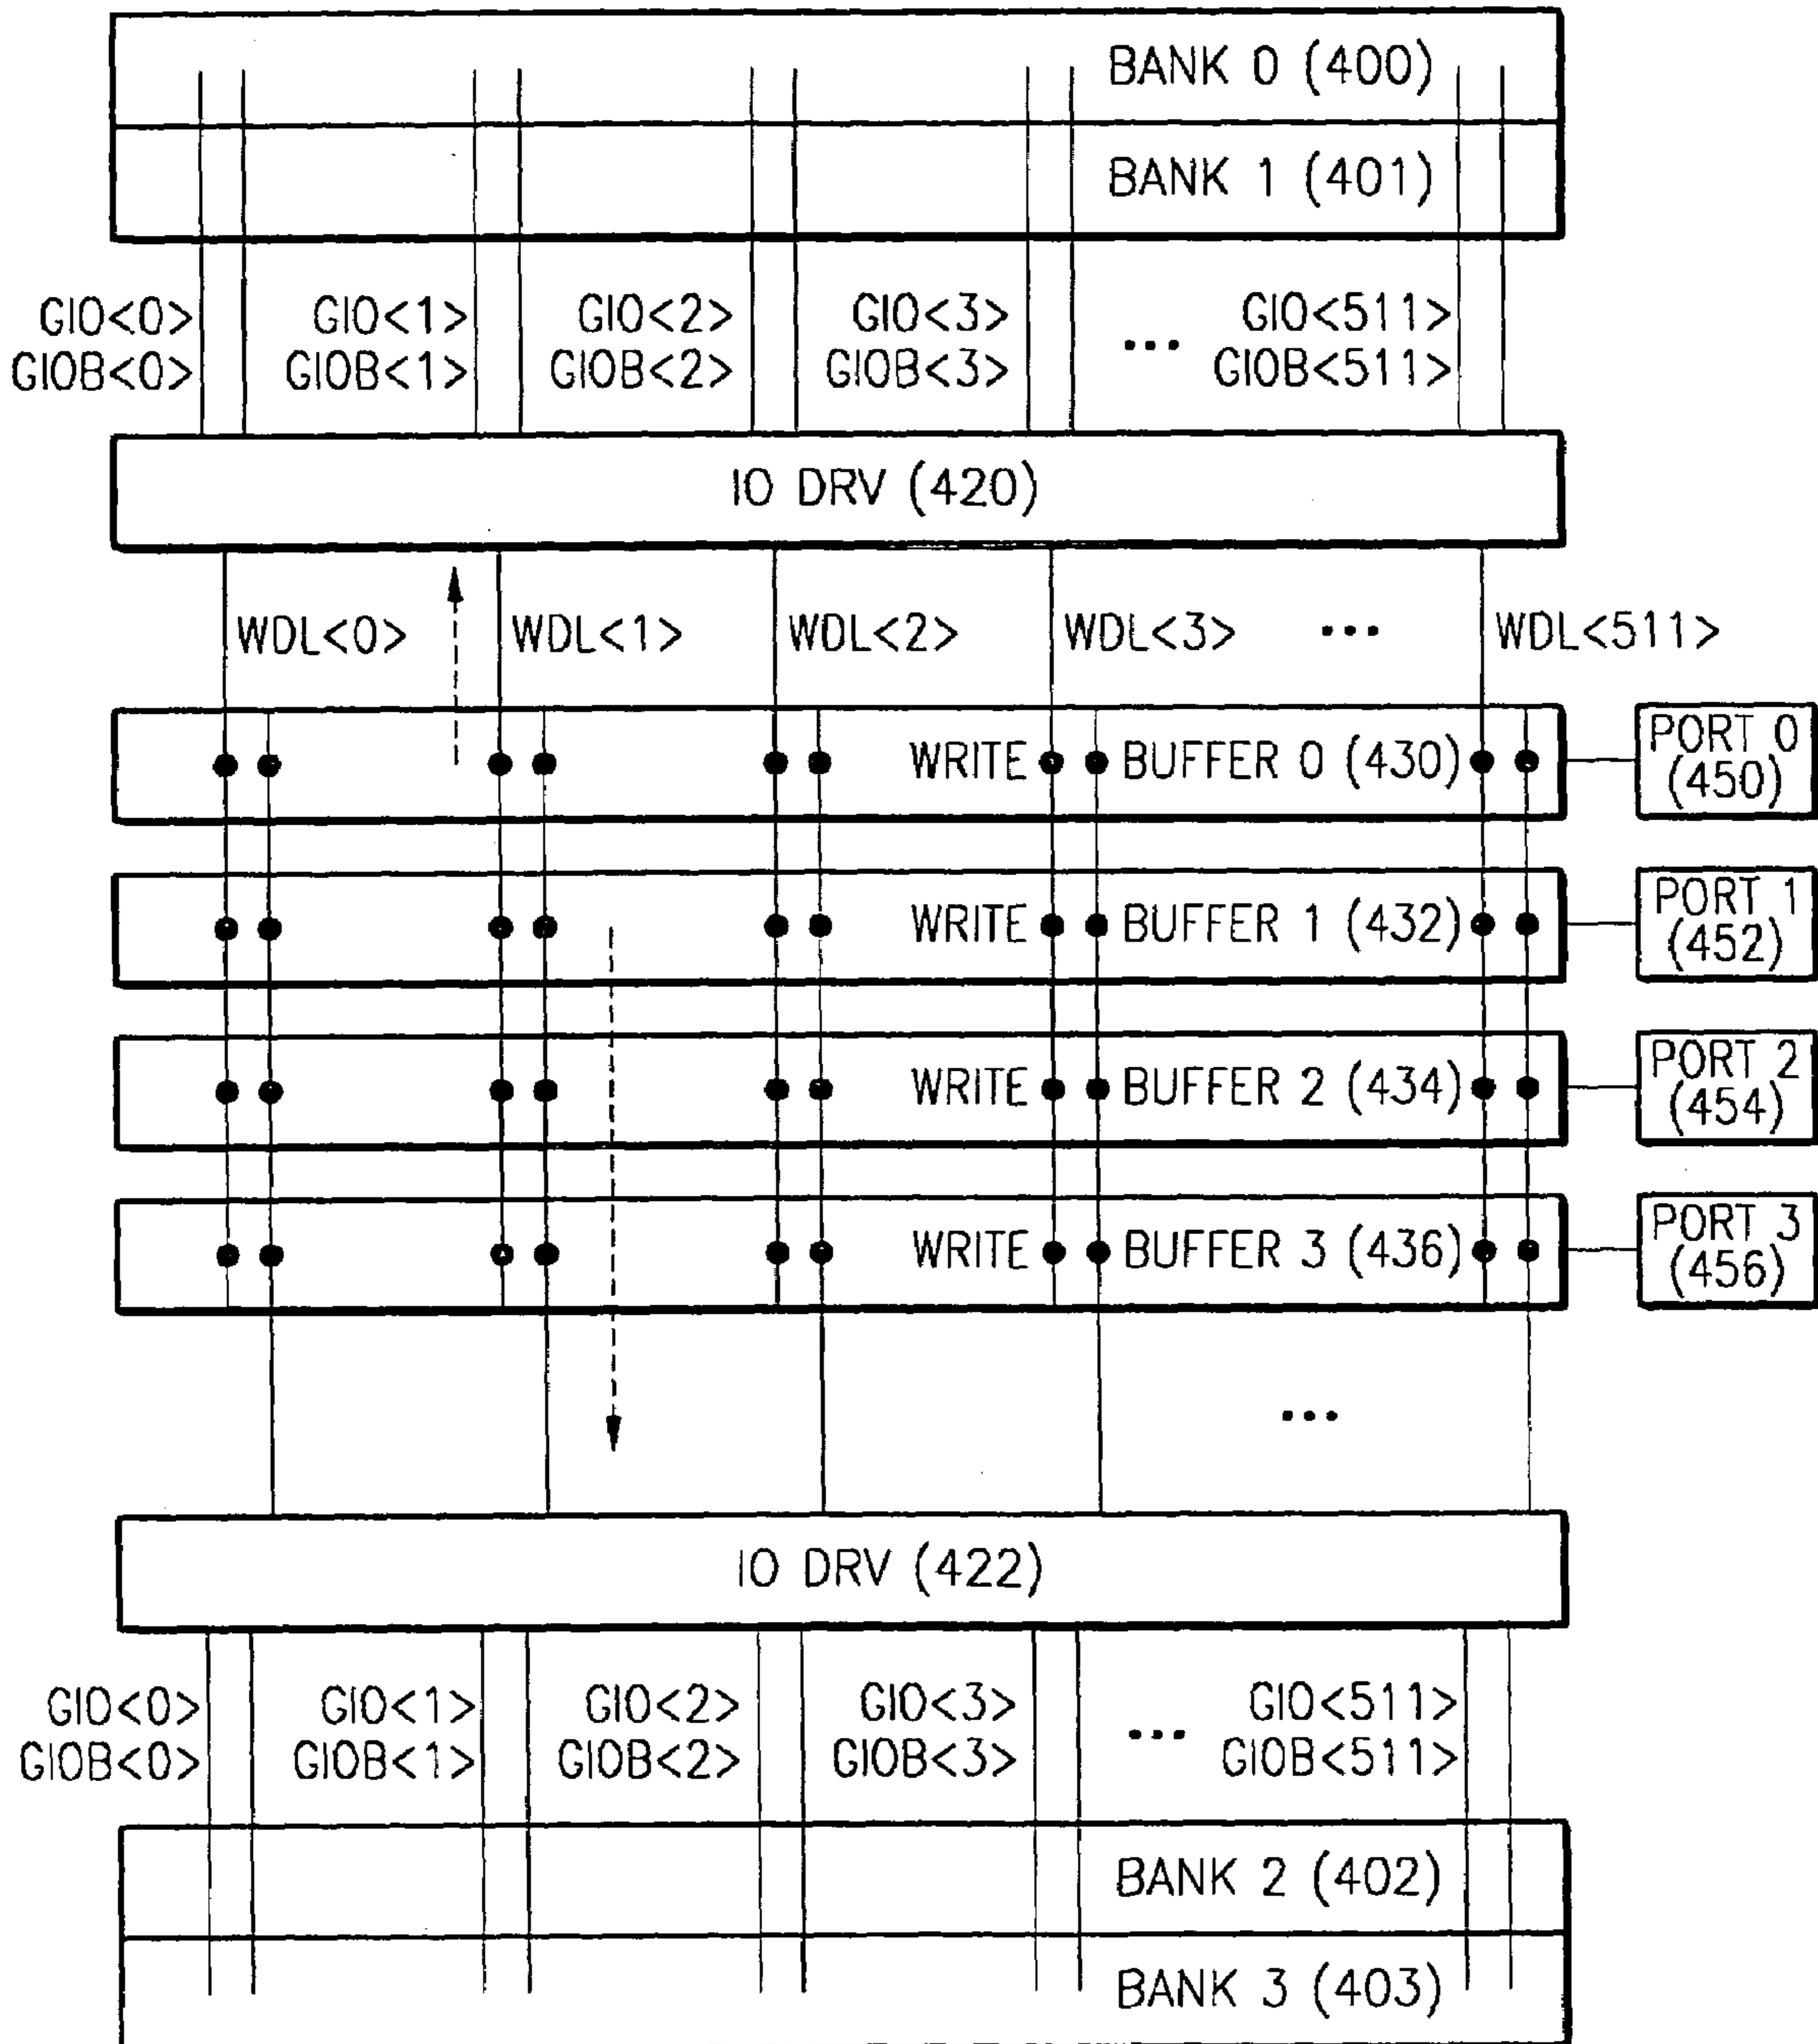 BANK 0 (400)
BANK 1 (401)
GIO<0> GIO<1> GIO<2> GIO<3> GIO<511>
GIOB<0> GIOB<1> GIOB<2> GIOB<3> ... GIOB<511>
IO DRV (420)
WDL<0> WDL<1> WDL<2> WDL<3> ... WDL<511>
WRITE BUFFER 0 (430) PORT 0
(450)
WRITE BUFFER 1 (432) PORT 1
(452)
WRITE BUFFER 2 (434) PORT 2
(454)
WRITE BUFFER 3 (436) PORT 3
(456)
...
IO DRV (422)
GIO<0> GIO<1> GIO<2> GIO<3> GIO<511>
GIOB<0> GIOB<1> GIOB<2> GIOB<3> ... GIOB<511>
BANK 2 (402)
BANK 3 (403)